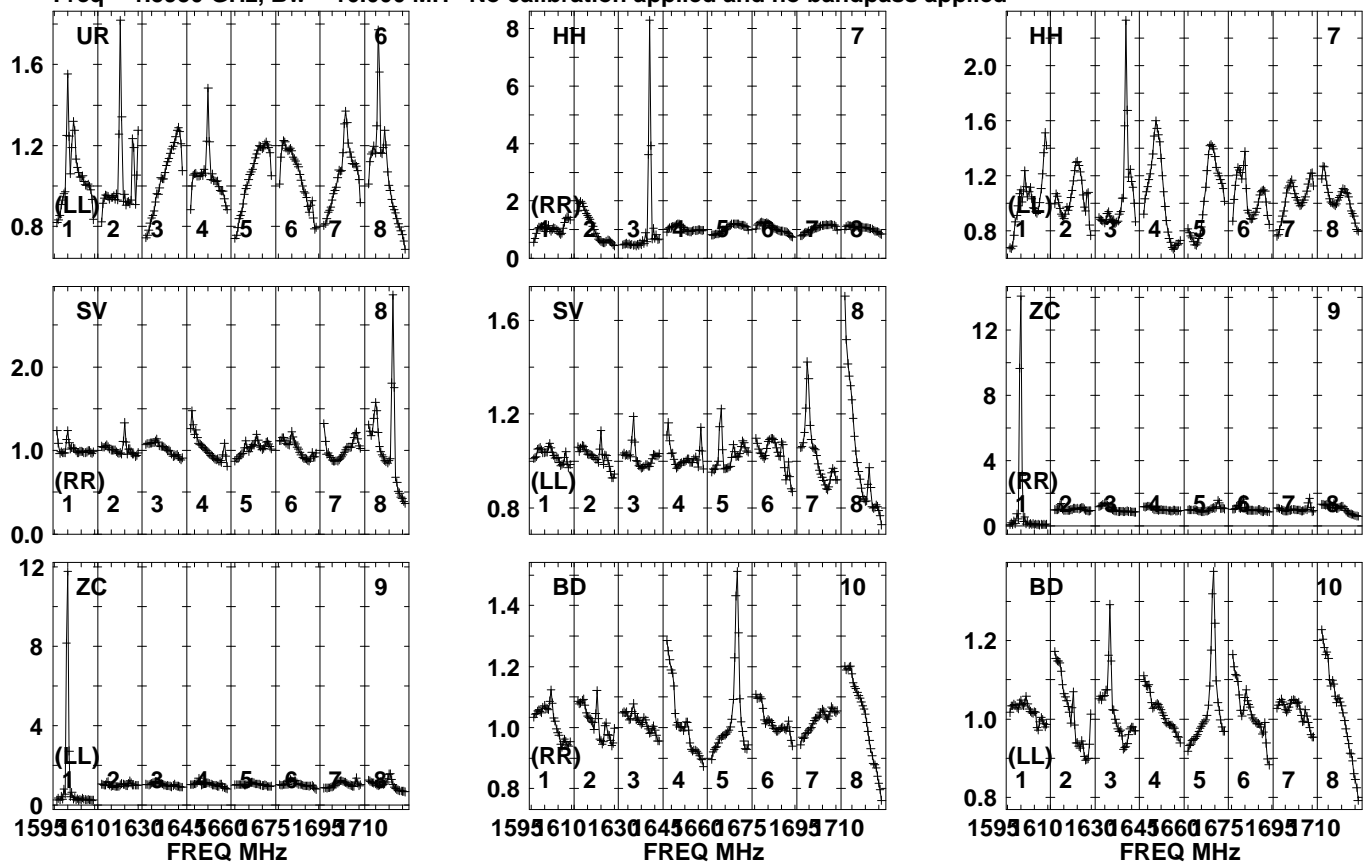 UR 6 HH 7 HH 7
1.6 1.2 0.8
8 6 4 2 0
2.0 1.6 1.2 0.8
(LL) (RR) (LL)
1 2 3 4 5 6 7 8
1 2 3 4 5 6 7 8
1 2 3 4 5 6 7 8
SV 8 SV 8 ZC 9
2.0 1.0 0.0
1.6 1.2 0.8
12 8 4 0
(RR) (LL) (RR)
1 2 3 4 5 6 7 8
1 2 3 4 5 6 7 8
1 2 3 4 5 6 7 8
ZC 9 BD 10 BD 10
12 8 4 0
1.4 1.2 1.0 0.8
1.2 1.0 0.8
(LL) (RR) (LL)
1 2 3 4 5 6 7 8
1 2 3 4 5 6 7 8
1 2 3 4 5 6 7 8
1595 1610 1630 1645 1660 1675 1695 1710
1595 1610 1630 1645 1660 1675 1695 1710
1595 1610 1630 1645 1660 1675 1695 1710
FREQ MHz FREQ MHz FREQ MHz